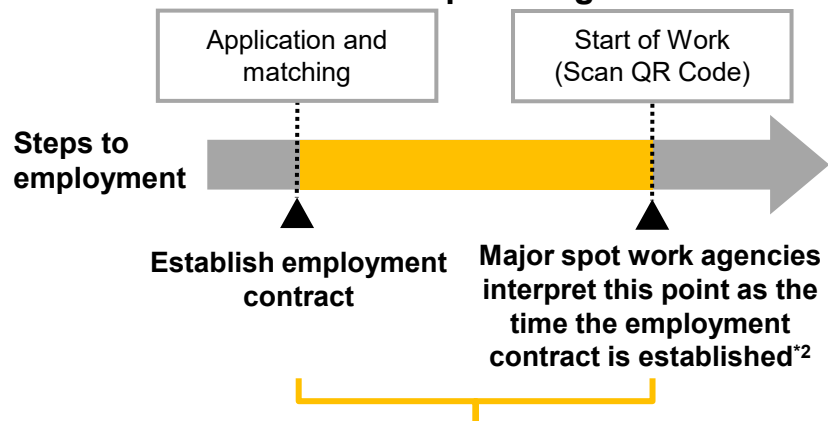 Application and
matching
Start of Work
(Scan QR Code)
Steps to
employment
Establish employment
contract
Major spot work agencies
interpret this point as the
time the employment
contract is established*2